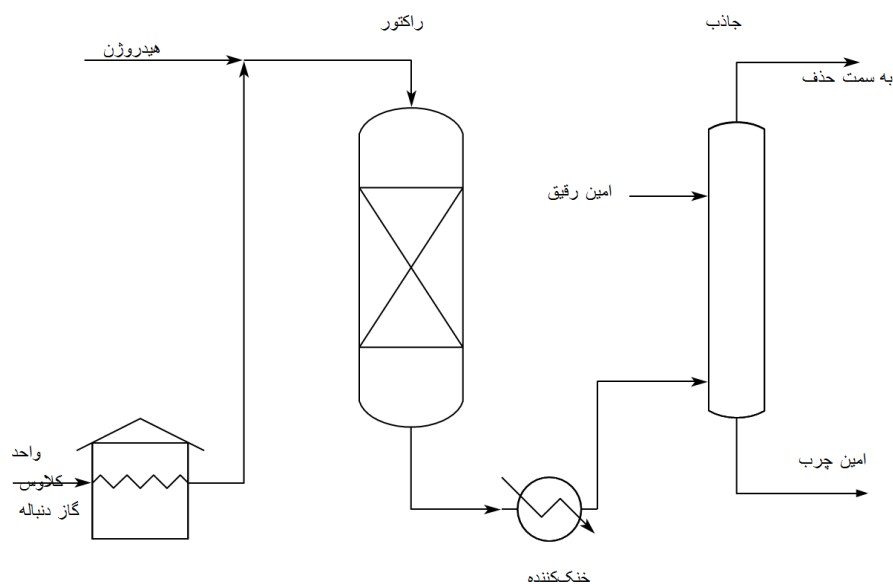 راکتور
جاذب
هیدروژن
به سمت حذف
امین رقیق
واحد
کلاوس
گاز دنباله
امین چرب
خنک‌کننده